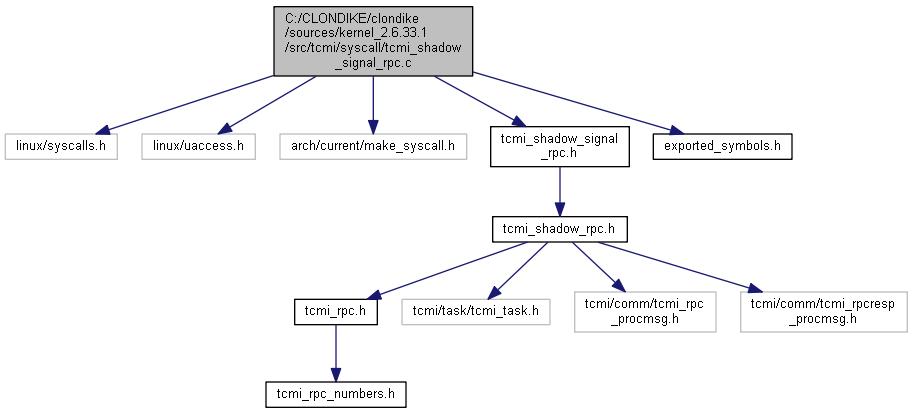 C:/CLONDIKE/clondike
/sources/kernel_2.6.33.1
/src/tcmi/syscall/tcmi_shadow
_signal_rpc.c
linux/syscalls.h
linux/uaccess.h
arch/current/make_syscall.h
tcmi_shadow_signal
_rpc.h
exported_symbols.h
tcmi_shadow_rpc.h
tcmi_rpc.h
tcmi/task/tcmi_task.h
tcmi/comm/tcmi_rpc
_procmsg.h
tcmi/comm/tcmi_rpcresp
_procmsg.h
tcmi_rpc_numbers.h